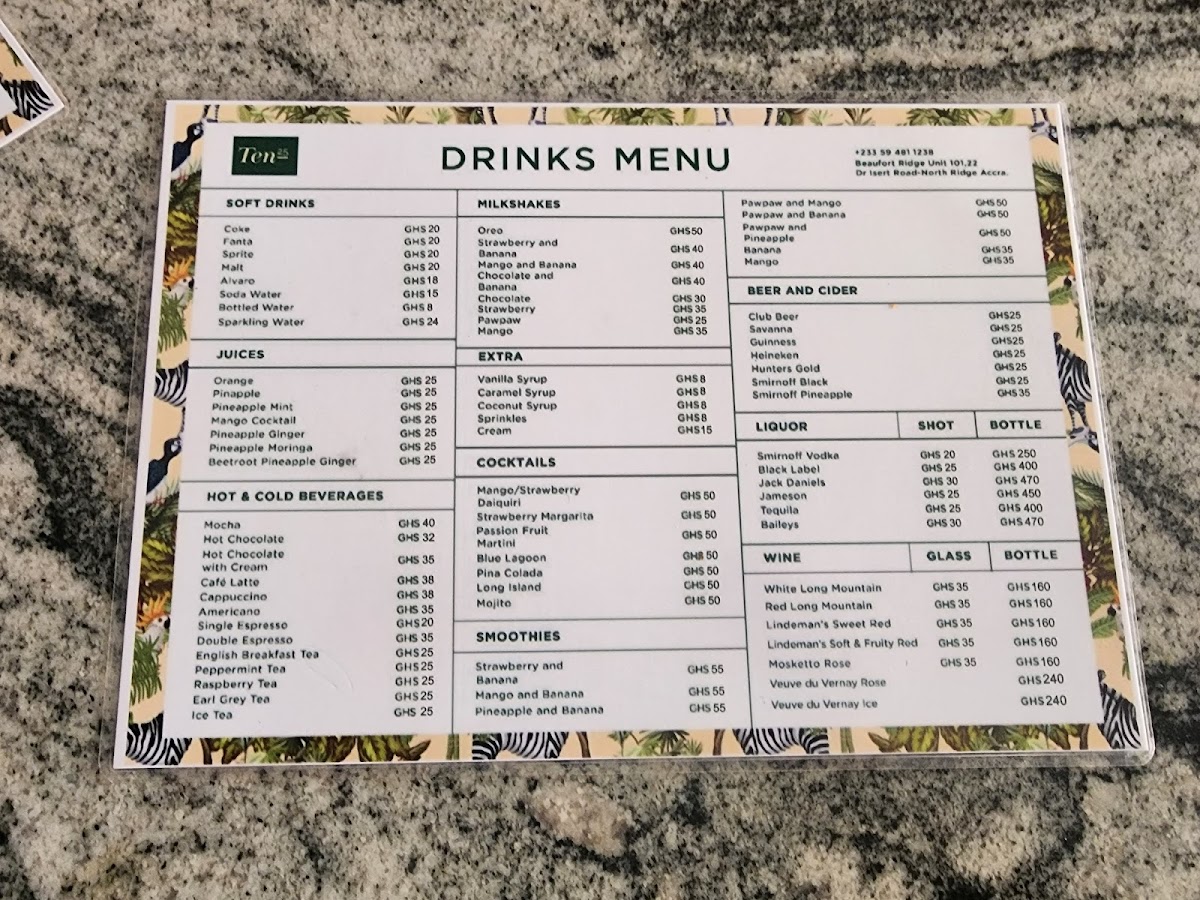 Ten 25
DRINKS MENU
+233 59 481 1238
Beaufort Ridge Unit 101,22
Dr Isert Road-North Ridge Accra.
SOFT DRINKS
Coke GHS 20
Fanta GHS 20
Sprite GHS 20
Malt GHS 20
Alvaro GHS 18
Soda Water GHS 15
Bottled Water GHS 8
Sparkling Water GHS 24
JUICES
Orange GHS 25
Pinapple GHS 25
Pineapple Mint GHS 25
Mango Cocktail GHS 25
Pineapple Ginger GHS 25
Pineapple Moringa GHS 25
Beetroot Pineapple Ginger GHS 25
HOT & COLD BEVERAGES
Mocha GHS 40
Hot Chocolate GHS 32
Hot Chocolate
with Cream GHS 35
Café Latte GHS 38
Cappuccino GHS 38
Americano GHS 35
Single Espresso GHS 20
Double Espresso GHS 35
English Breakfast Tea GHS 25
Peppermint Tea GHS 25
Raspberry Tea GHS 25
Earl Grey Tea GHS 25
Ice Tea GHS 25
MILKSHAKES
Oreo GHS 50
Strawberry and
Banana GHS 40
Mango and Banana GHS 40
Chocolate and
Banana GHS 40
Chocolate GHS 30
Strawberry GHS 35
Pawpaw GHS 25
Mango GHS 35
EXTRA
Vanilla Syrup GHS 8
Caramel Syrup GHS 8
Coconut Syrup GHS 8
Sprinkles GHS 8
Cream GHS 15
COCKTAILS
Mango/Strawberry
Daiquiri GHS 50
Strawberry Margarita GHS 50
Passion Fruit
Martini GHS 50
Blue Lagoon GHS 50
Pina Colada GHS 50
Long Island GHS 50
Mojito GHS 50
SMOOTHIES
Strawberry and
Banana GHS 55
Mango and Banana GHS 55
Pineapple and Banana GHS 55
Pawpaw and Mango GHS 50
Pawpaw and Banana GHS 50
Pawpaw and
Pineapple GHS 50
Banana GHS 35
Mango GHS 35
BEER AND CIDER
Club Beer GHS25
Savanna GHS25
Guinness GHS25
Heineken GHS25
Hunters Gold GHS25
Smirnoff Black GHS25
Smirnoff Pineapple GHS 35
LIQUOR SHOT BOTTLE
Smirnoff Vodka GHS 20 GHS 250
Black Label GHS 25 GHS 400
Jack Daniels GHS 30 GHS 470
Jameson GHS 25 GHS 450
Tequila GHS 25 GHS 400
Baileys GHS 30 GHS 470
WINE GLASS BOTTLE
White Long Mountain GHS 35 GHS 160
Red Long Mountain GHS 35 GHS 160
Lindeman's Sweet Red GHS 35 GHS 160
Lindeman's Soft & Fruity Red GHS 35 GHS 160
Mosketto Rose GHS 35 GHS 160
Veuve du Vernay Rose GHS 240
Veuve du Vernay Ice GHS 240